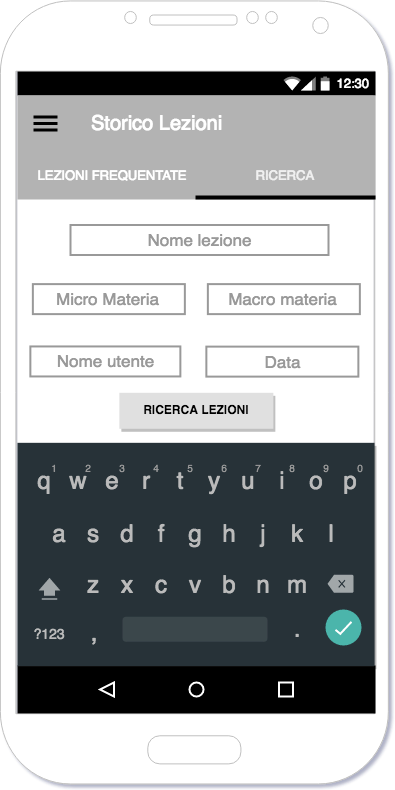 12:30
Storico Lezioni
LEZIONI FREQUENTATE RICERCA
Nome lezione
Micro Materia Macro materia
Nome utente Data
RICERCA LEZIONI
1 2 3 4 5 6 7 8 9 0
q w e r t y u i o p
a s d f g h j k l
z x c v b n m
?123 , .